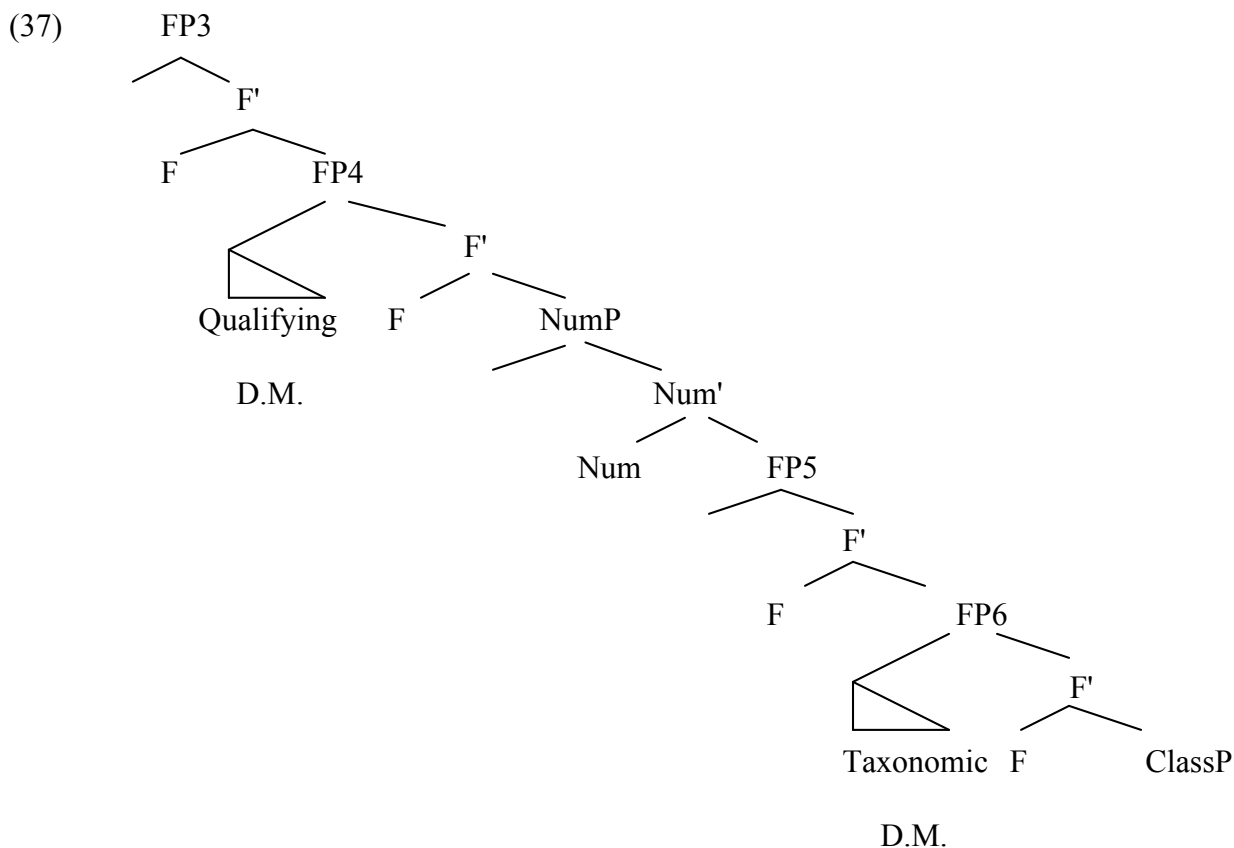 (37) FP3
F'
F FP4
F'
Qualifying F NumP
D.M. Num'
Num FP5
F'
F FP6
F'
Taxonomic F ClassP
D.M.